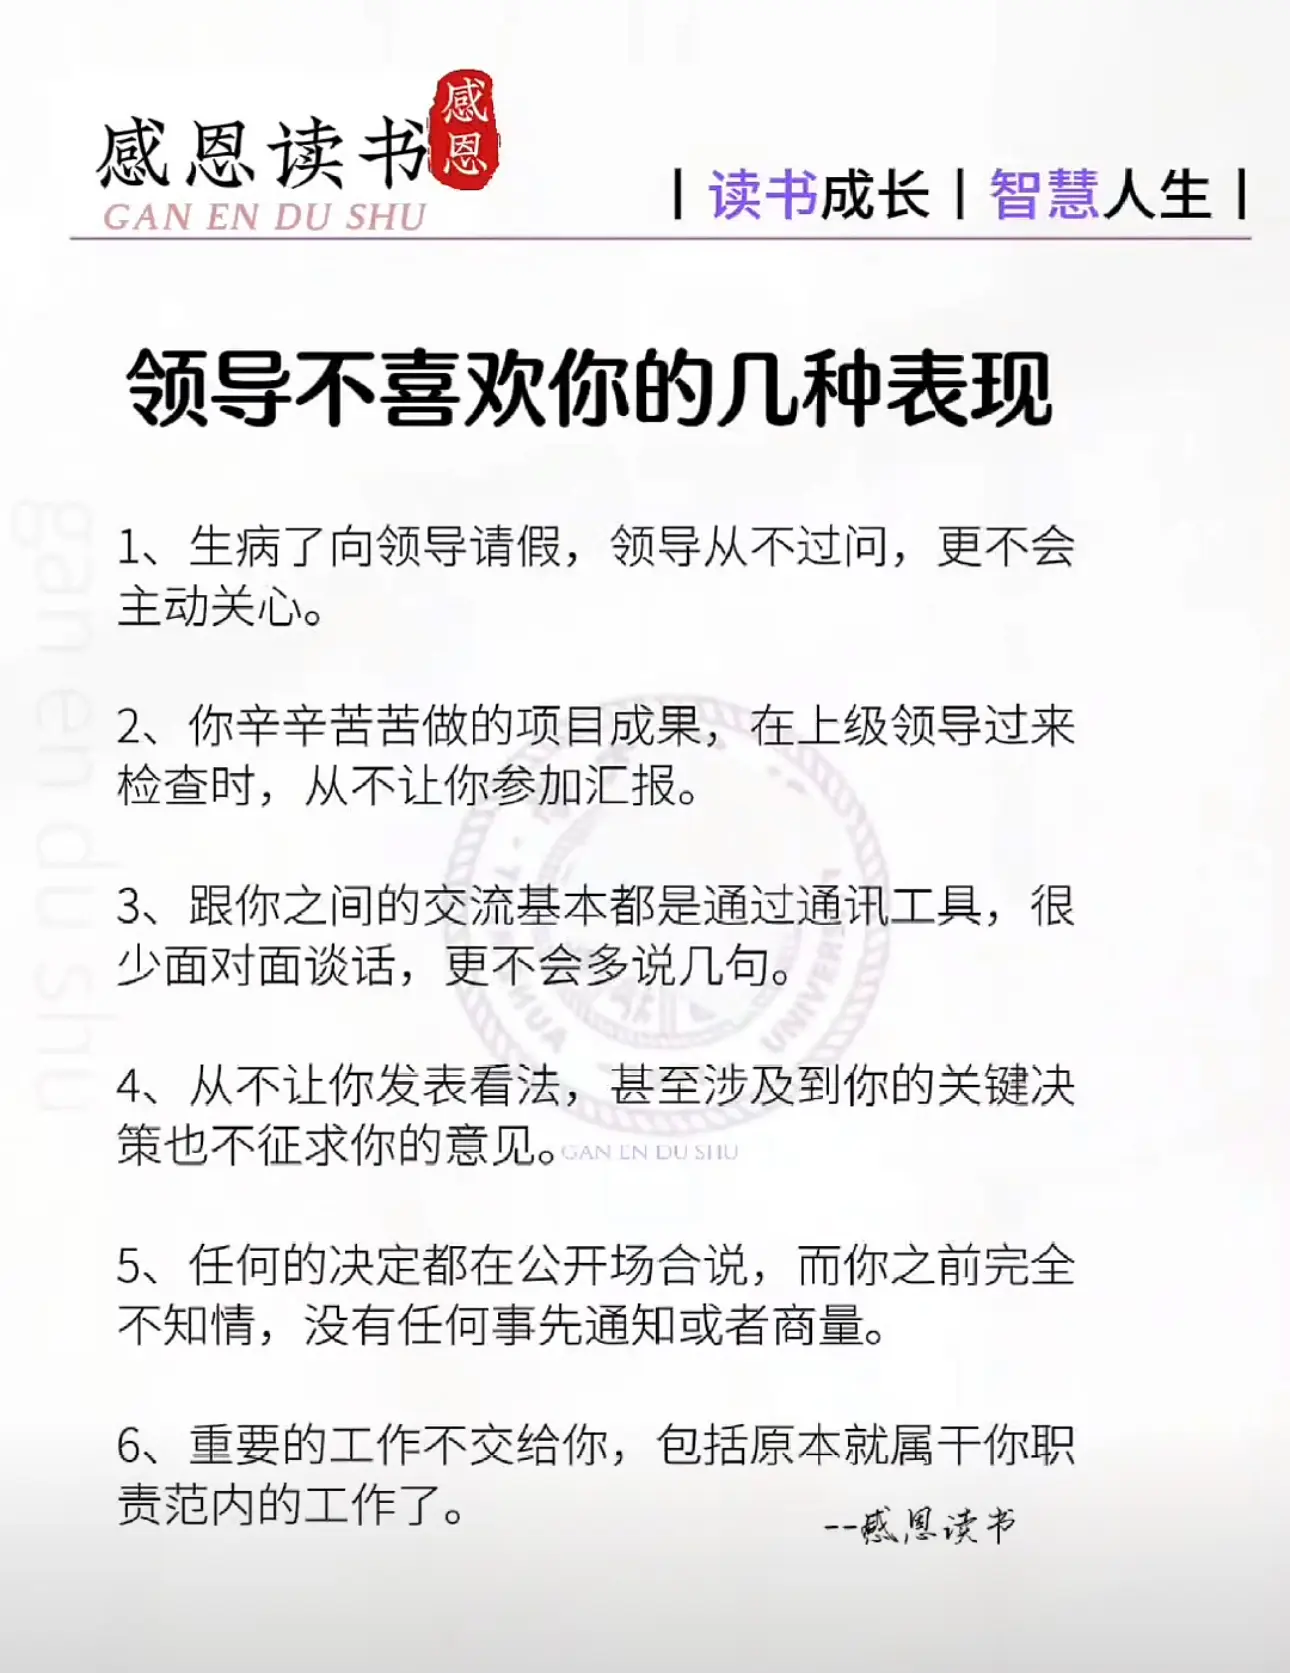 感恩读书
感恩
GAN EN DU SHU
|读书成长|智慧人生|
领导不喜欢你的几种表现
1、生病了向领导请假，领导从不过问，更不会
主动关心。
2、你辛辛苦苦做的项目成果，在上级领导过来
检查时，从不让你参加汇报。
3、跟你之间的交流基本都是通过通讯工具，很
少面对面谈话，更不会多说几句。
4、从不让你发表看法，甚至涉及到你的关键决
策也不征求你的意见。
GAN EN DU SHU
5、任何的决定都在公开场合说，而你之前完全
不知情，没有任何事先通知或者商量。
6、重要的工作不交给你，包括原本就属于你职
责范内的工作了。
--感恩读书
gan en du shu